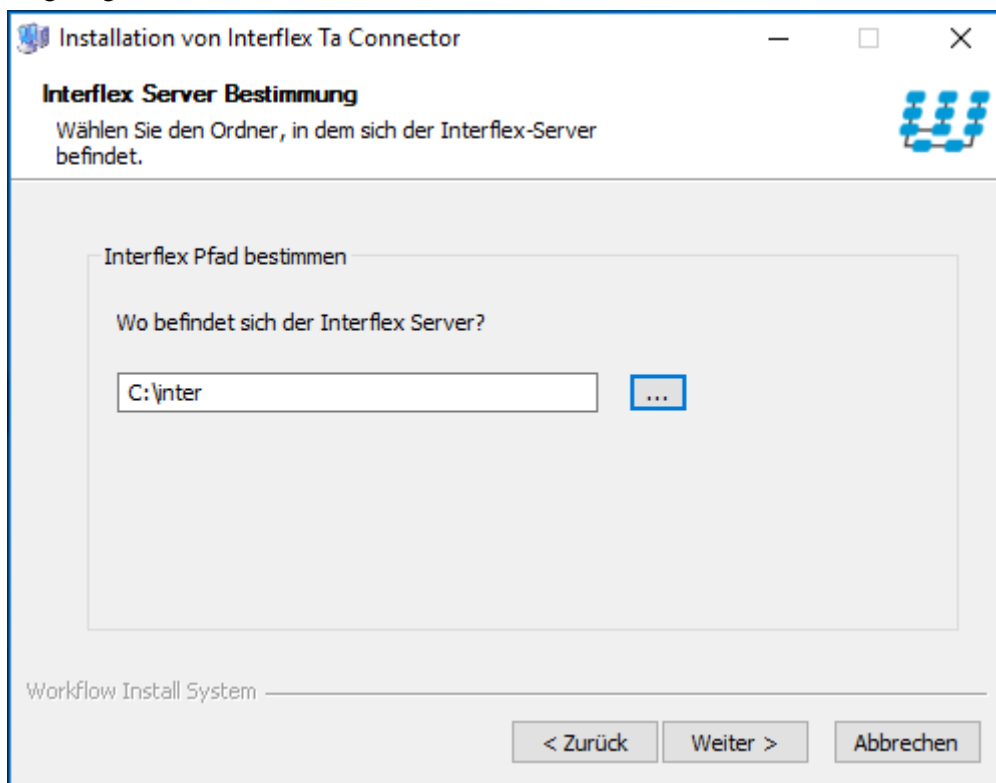 Installation von Interflex Ta Connector
Interflex Server Bestimmung
Wählen Sie den Ordner, in dem sich der Interflex-Server
befindet.
Interflex Pfad bestimmen
Wo befindet sich der Interflex Server?
C:\inter
...
Workflow Install System
< Zurück
Weiter >
Abbrechen